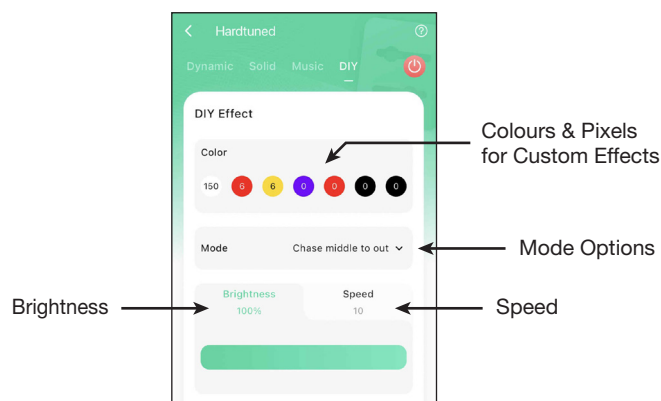 Hardtuned ?
Dynamic Solid Music DIY
DIY Effect
Color
150 6 6 0 0 0 0
Colours & Pixels
for Custom Effects
Mode Chase middle to out
Mode Options
Brightness Speed
100% 10
Brightness
Speed